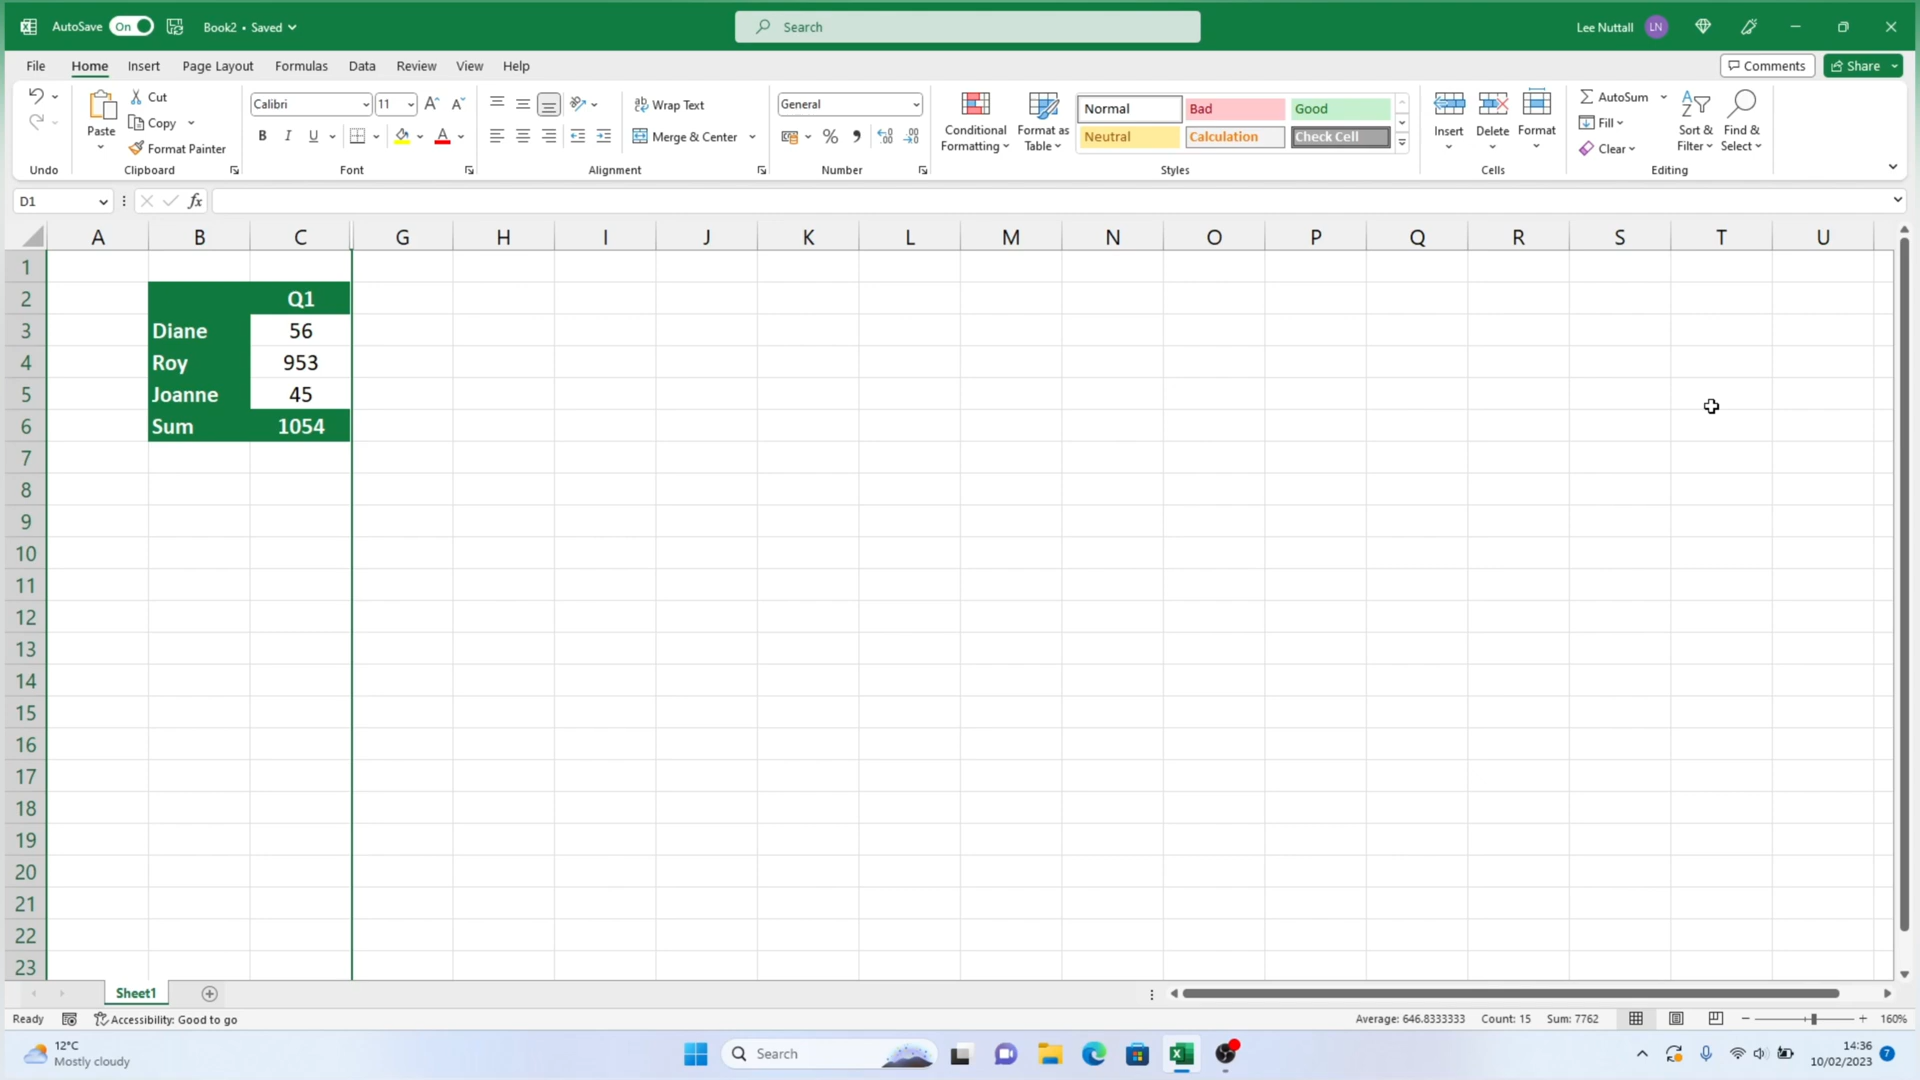 AutoSave On Book2 • Saved Search Lee Nuttall LN
File Home Insert Page Layout Formulas Data Review View Help Comments Share
Paste Cut Copy Format Painter
Calibri 11 B I U A
Wrap Text Merge & Center
General % ,
Conditional Formatting Format as Table
Normal Bad Good
Neutral Calculation Check Cell
Insert Delete Format
AutoSum Fill Clear Sort & Filter Find & Select
Undo Clipboard Font Alignment Number Styles Cells Editing
D1 fx
A B C G H I J K L M N O P Q R S T U
1
2 Q1
3 Diane 56
4 Roy 953
5 Joanne 45
6 Sum 1054
7
8
9
10
11
12
13
14
15
16
17
18
19
20
21
22
23
Sheet1
Ready Accessibility: Good to go Average: 646.8333333 Count: 15 Sum: 7762 160%
12°C Search 14:36
Mostly cloudy 10/02/2023 7